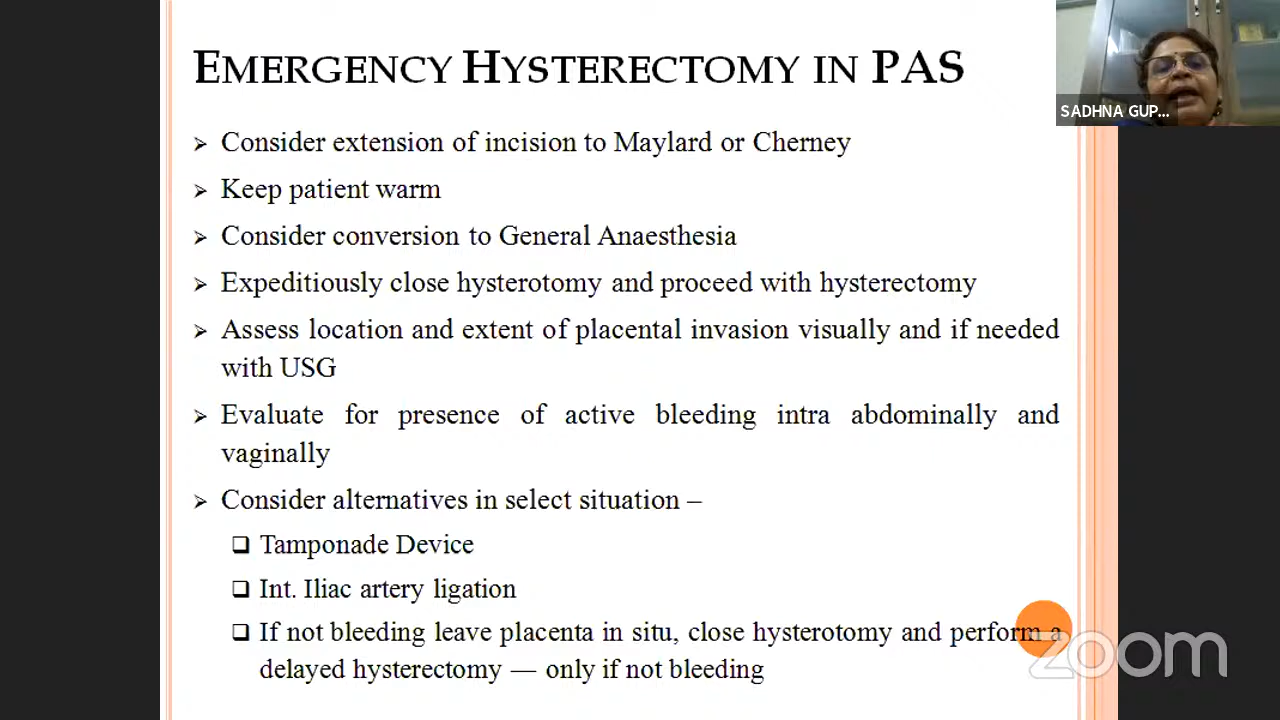 EMERGENCY HYSTERECTOMY IN PAS
SADHNA GUP...
➢ Consider extension of incision to Maylard or Cherney
➢ Keep patient warm
➢ Consider conversion to General Anaesthesia
➢ Expeditiously close hysterotomy and proceed with hysterectomy
➢ Assess location and extent of placental invasion visually and if needed
with USG
➢ Evaluate for presence of active bleeding intra abdominally and
vaginally
➢ Consider alternatives in select situation –
❑ Tamponade Device
❑ Int. Iliac artery ligation
❑ If not bleeding leave placenta in situ, close hysterotomy and perform a
delayed hysterectomy — only if not bleeding
zoom